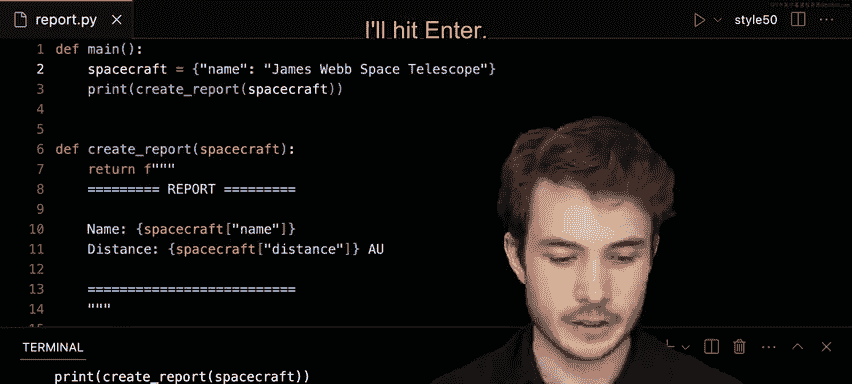 report.py
I'll hit Enter.
style50
1 def main():
2 spacecraft = {"name": "James Webb Space Telescope"}
3 print(create_report(spacecraft))
4
5
6 def create_report(spacecraft):
7 return f"""
8 ========= REPORT =========
9
10 Name: {spacecraft["name"]}
11 Distance: {spacecraft["distance"]} AU
12
13 ==========================
14 """
TERMINAL
print(create_report(spacecraft))